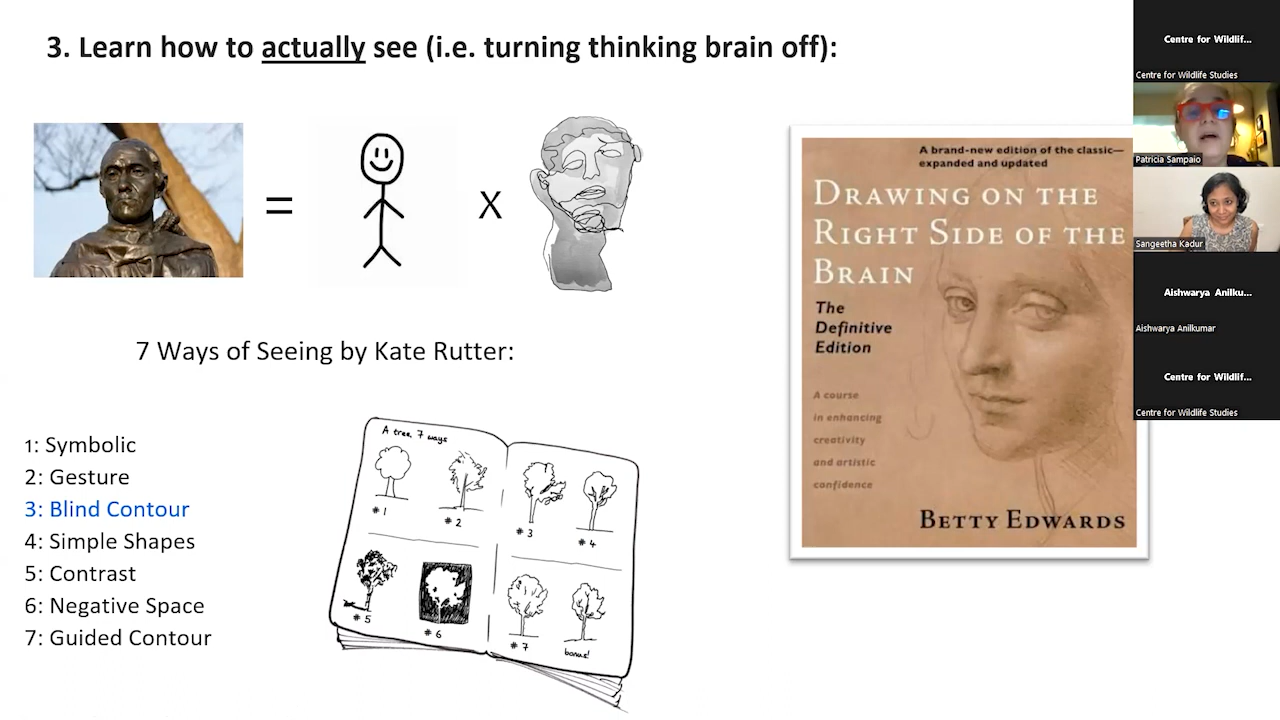 3. Learn how to actually see (i.e. turning thinking brain off):
=
X
7 Ways of Seeing by Kate Rutter:
1: Symbolic
2: Gesture
3: Blind Contour
4: Simple Shapes
5: Contrast
6: Negative Space
7: Guided Contour
A tree, 7 ways
#1
#2
#3
#4
#5
#6
#7
bonus!
A brand-new edition of the classic—
expanded and updated
DRAWING ON THE
RIGHT SIDE OF THE
BRAIN
The
Definitive
Edition
A course
in enhancing
creativity
and artistic
confidence
BETTY EDWARDS
Centre for Wildlif...
Centre for Wildlife Studies
Patricia Sampaio
Sangeetha Kadur
Aishwarya Anilku...
Aishwarya Anilkumar
Centre for Wildlif...
Centre for Wildlife Studies